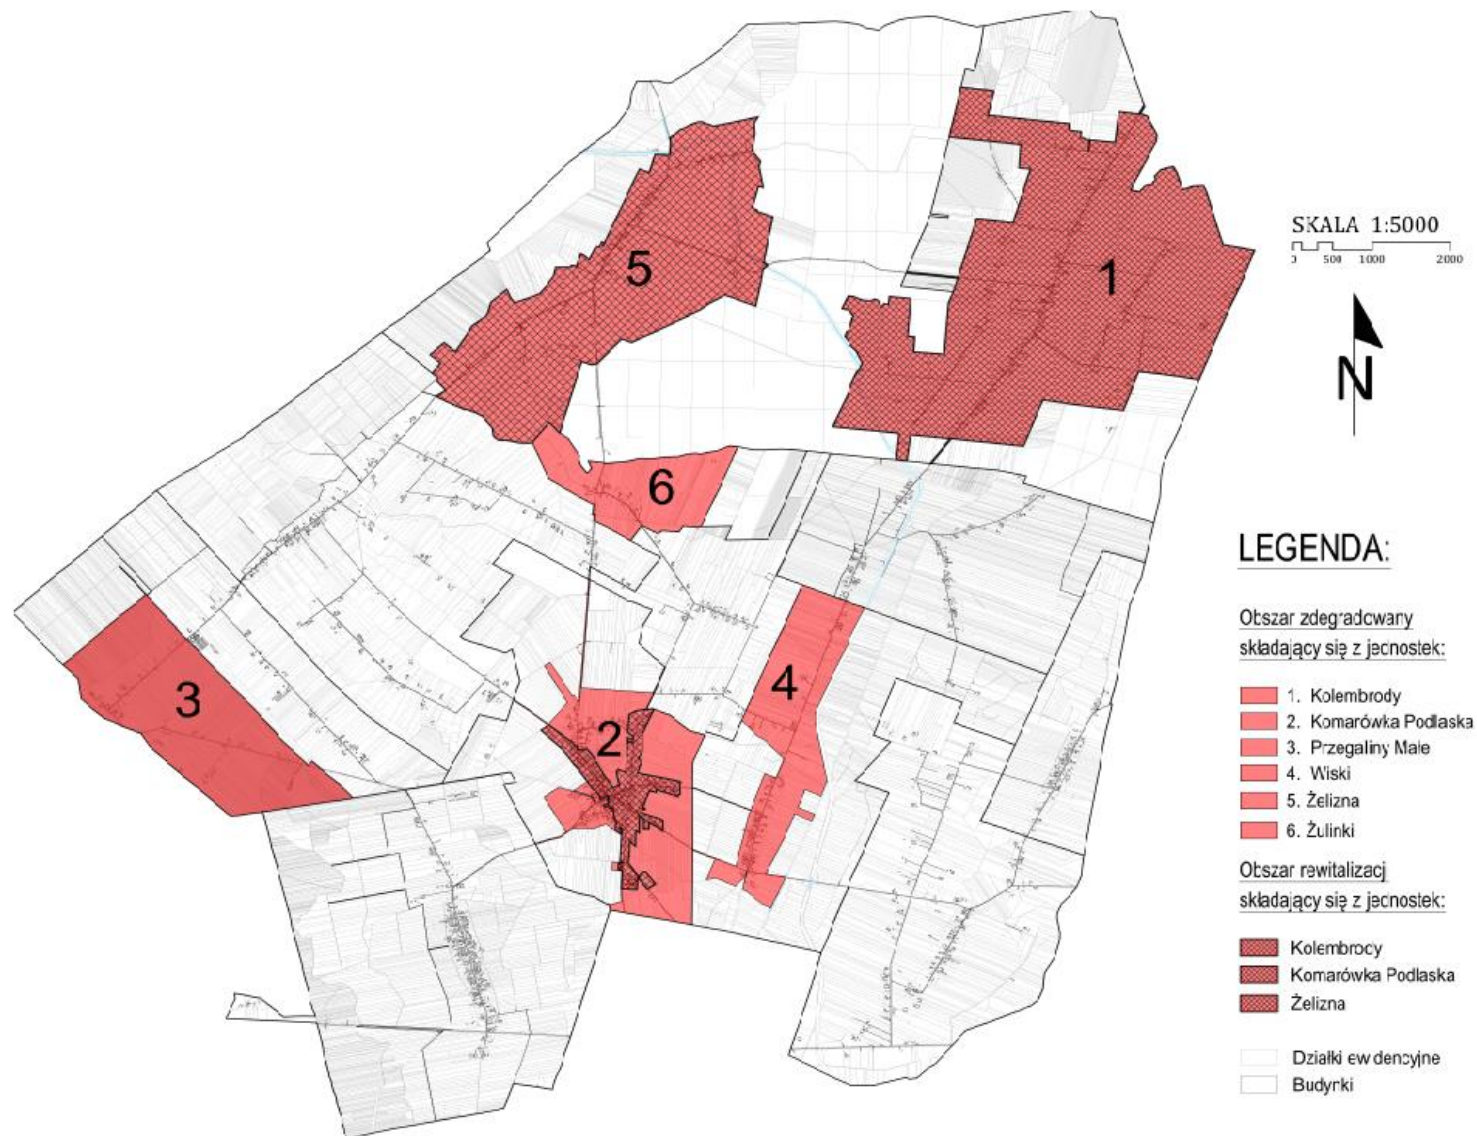 5
1
6
3
4
2
SKALA 1:5000
0 500 1000 2000
N
LEGENDA:
Obszar zdegradowany
składający się z jednostek:
1. Kolembrody
2. Komarówka Podlaska
3. Przegaliny Małe
4. Wiski
5. Żelizna
6. Żulinki
Obszar rewitalizacj
składający się z jednostek:
Kolembrody
Komarówka Podlaska
Żelizna
Działki ewidencyjne
Budynki